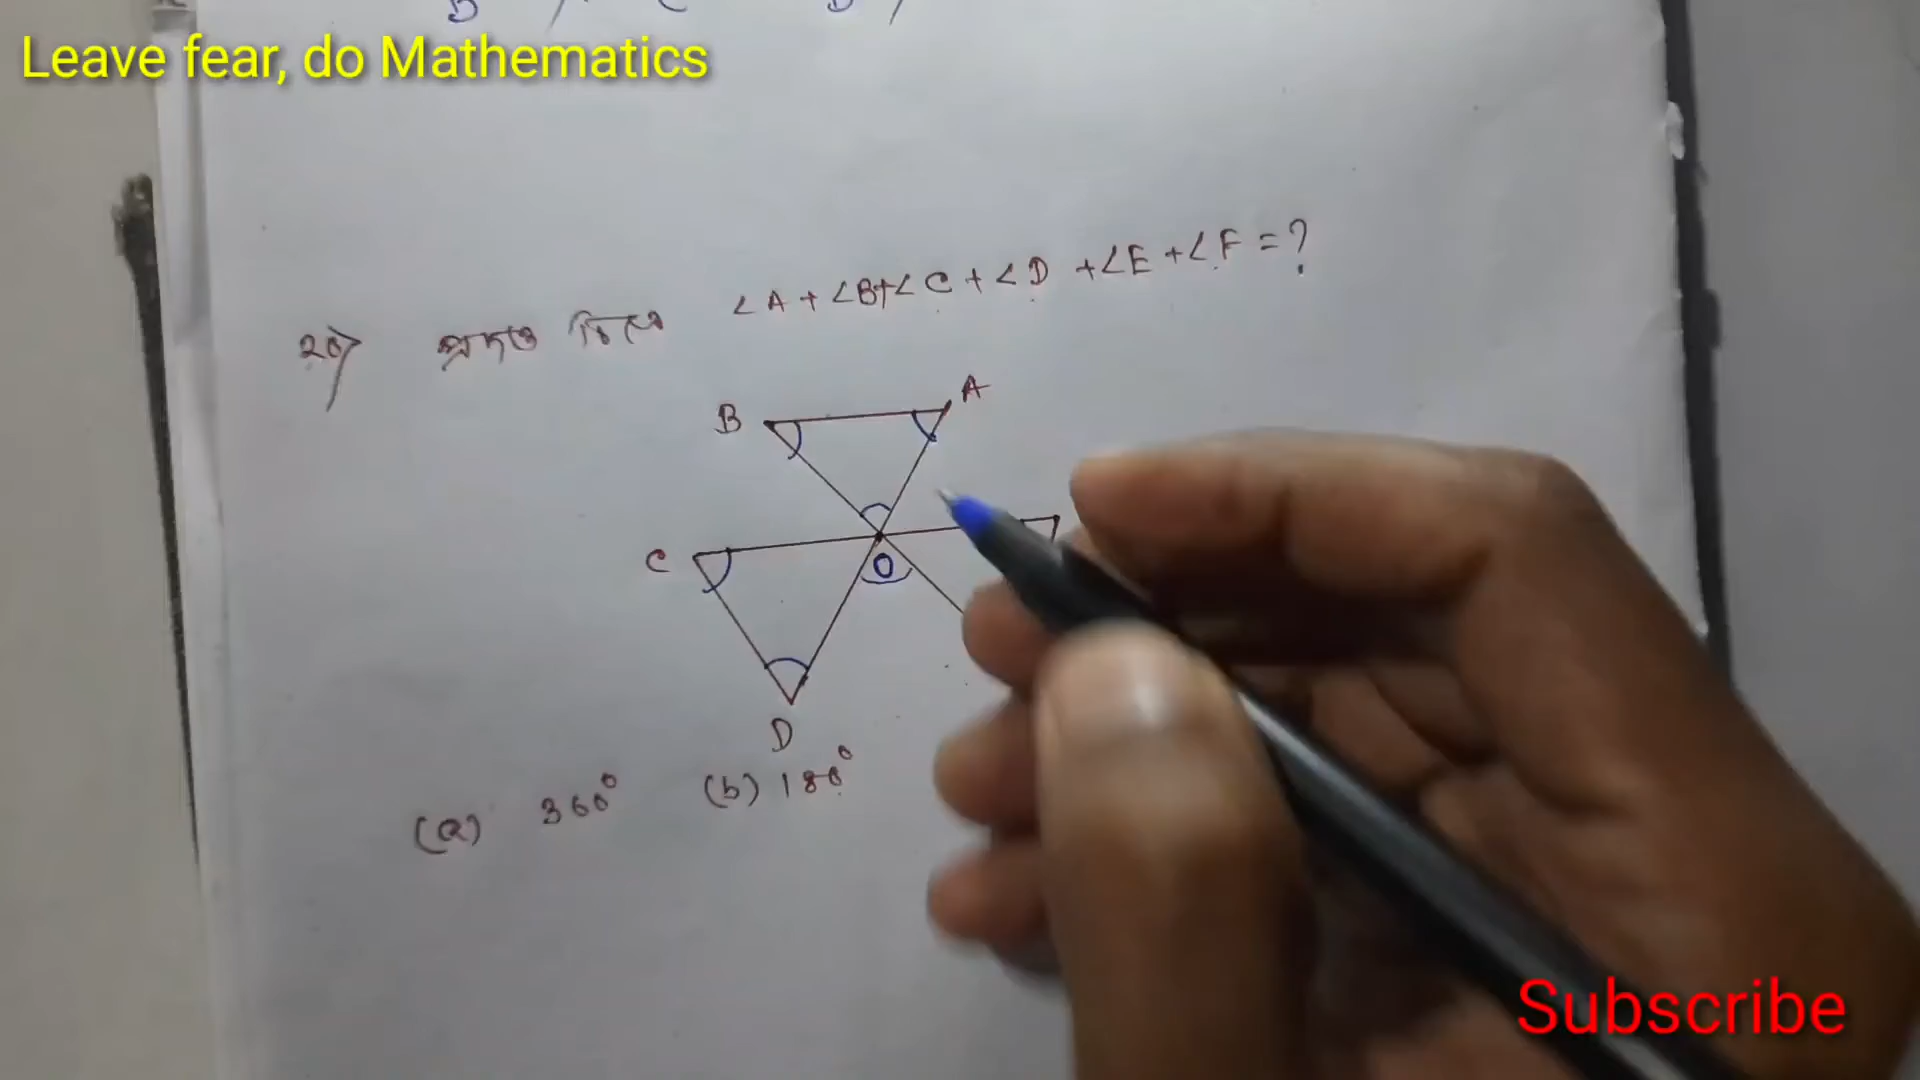 Leave fear, do Mathematics
২০) প্রদত্ত চিত্রে ∠A + ∠B + ∠C + ∠D + ∠E + ∠F = ?
A
B
C
O
D
(a) 360° (b) 180°
Subscribe